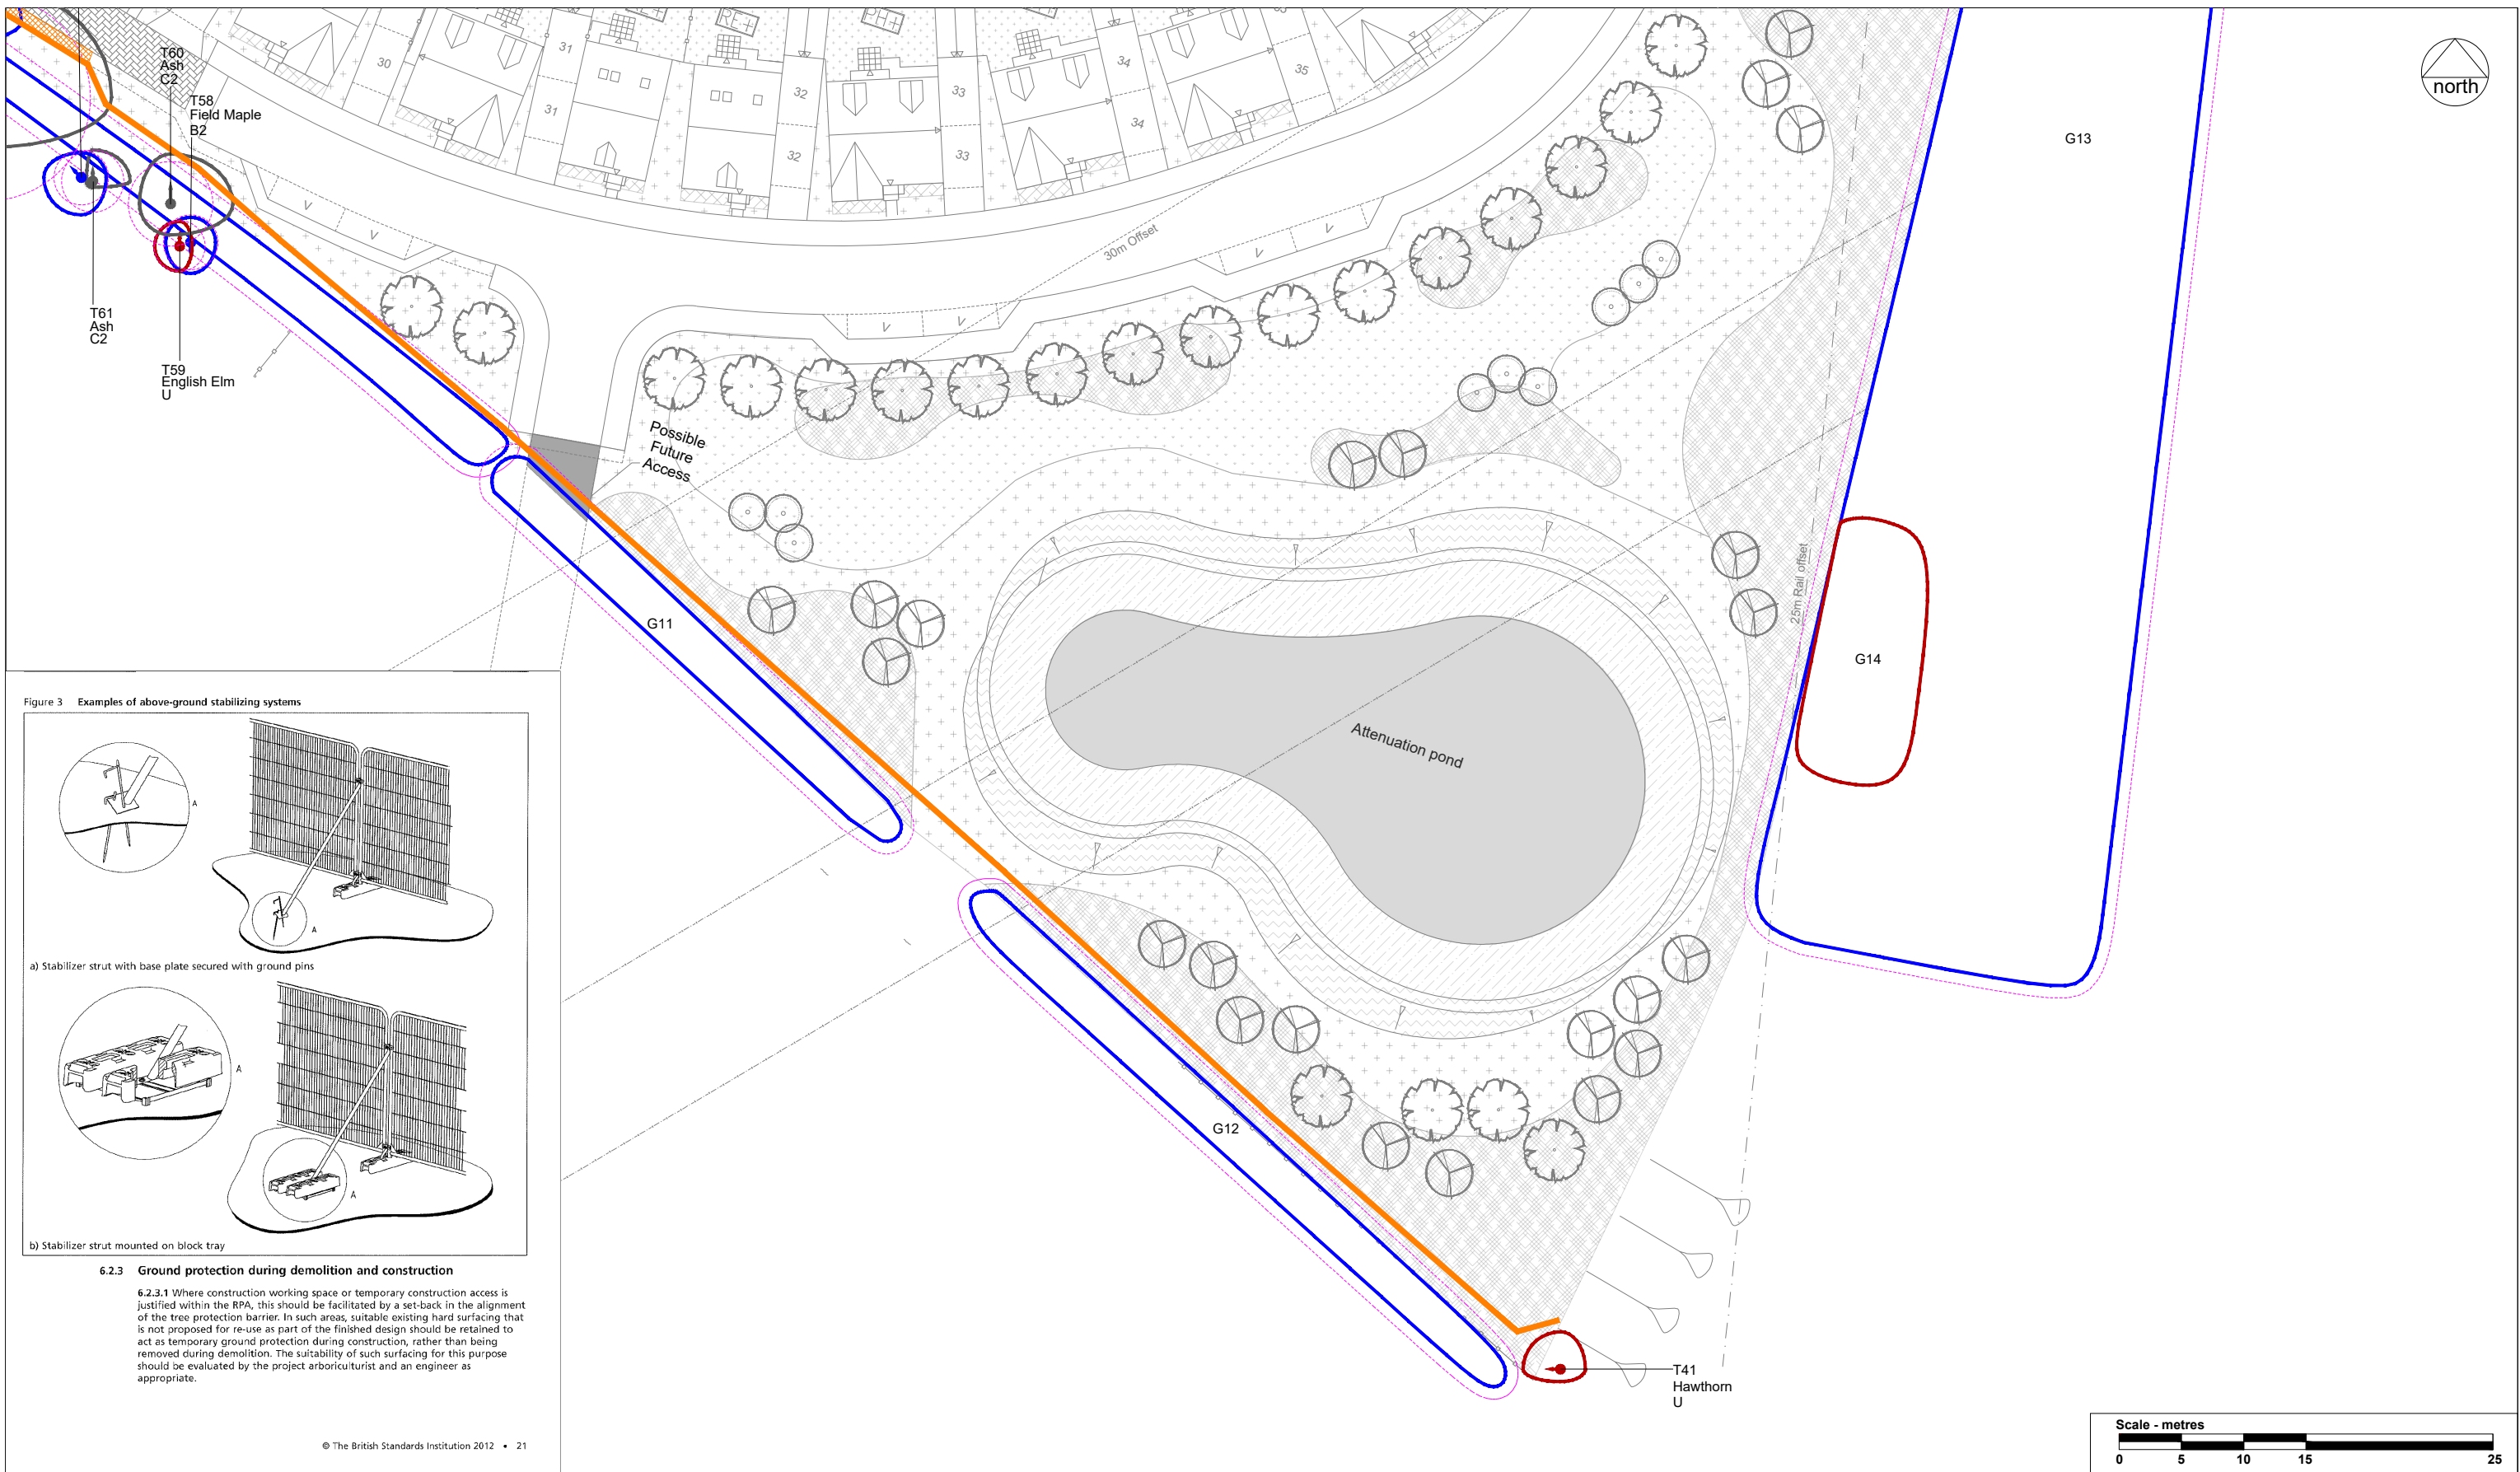 T60
Ash
C2
T58
Field Maple
B2
T61
Ash
C2
T59
English Elm
U
30
31
31
32
32
33
33
34
34
35
V
V
V
V
V
V
30m Offset
north
G13
Possible
Future
Access
25m Rail offset
G14
G11
Attenuation pond
G12
T41
Hawthorn
U
Figure 3 Examples of above-ground stabilizing systems
A
A
a) Stabilizer strut with base plate secured with ground pins
A
A
b) Stabilizer strut mounted on block tray
6.2.3 Ground protection during demolition and construction
6.2.3.1 Where construction working space or temporary construction access is
justified within the RPA, this should be facilitated by a set-back in the alignment
of the tree protection barrier. In such areas, suitable existing hard surfacing that
is not proposed for re-use as part of the finished design should be retained to
act as temporary ground protection during construction, rather than being
removed during demolition. The suitability of such surfacing for this purpose
should be evaluated by the project arboriculturist and an engineer as
appropriate.
© The British Standards Institution 2012 • 21
Scale - metres
0 5 10 15 25